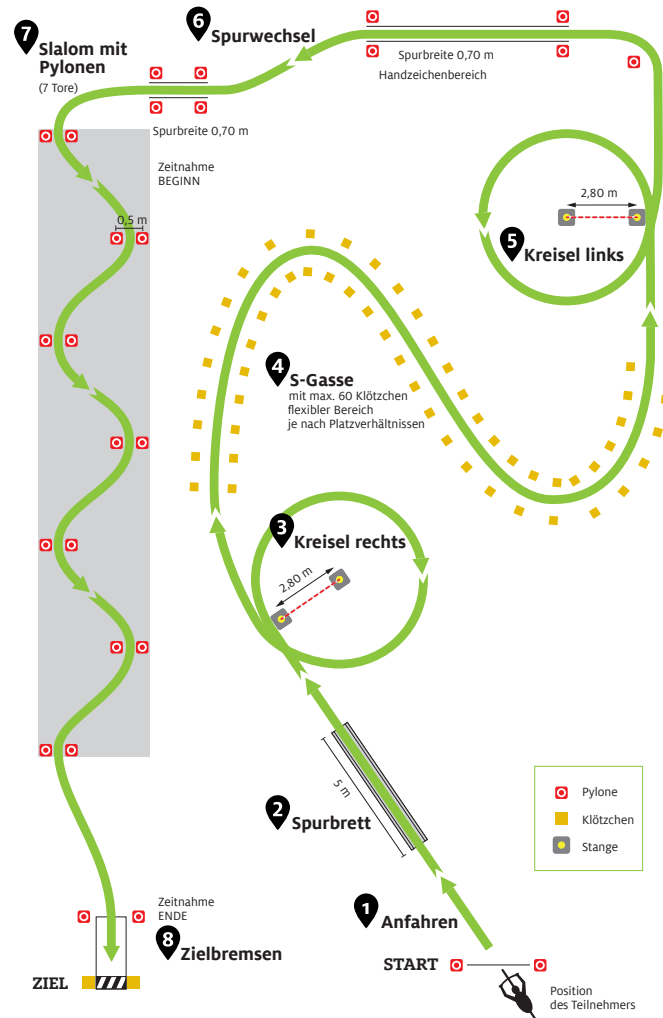 7
Slalom mit
Pylonen
(7 Tore)
6
Spurwechsel
Spurbreite 0,70 m
Handzeichenbereich
Spurbreite 0,70 m
Zeitnahme
BEGINN
0,5 m
2,80 m
5
Kreisel links
4
S-Gasse
mit max. 60 Klötzchen
flexibler Bereich
je nach Platzverhältnissen
3
Kreisel rechts
2,80 m
5 m
2
Spurbrett
Pylone
Klötzchen
Stange
1
Anfahren
START
Position
des Teilnehmers
Zeitnahme
ENDE
8
Zielbremsen
ZIEL